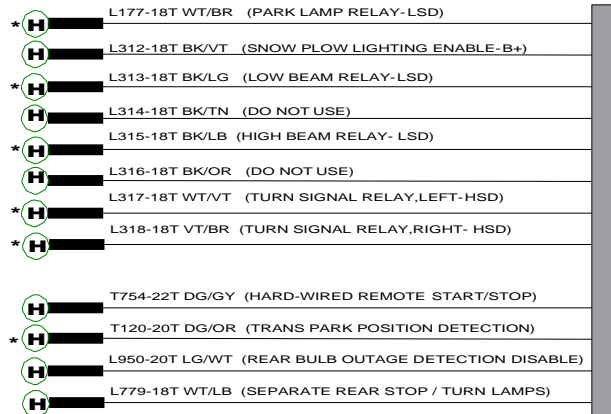 L177-18T WT/BR (PARK LAMP RELAY-LSD)
* H
L312-18T BK/VT (SNOW PLOW LIGHTING ENABLE-B+)
H
L313-18T BK/LG (LOW BEAM RELAY-LSD)
* H
L314-18T BK/TN (DO NOT USE)
H
L315-18T BK/LB (HIGH BEAM RELAY- LSD)
* H
L316-18T BK/OR (DO NOT USE)
H
L317-18T WT/VT (TURN SIGNAL RELAY,LEFT-HSD)
* H
L318-18T VT/BR (TURN SIGNAL RELAY,RIGHT- HSD)
* H
T754-22T DG/GY (HARD-WIRED REMOTE START/STOP)
H
T120-20T DG/OR (TRANS PARK POSITION DETECTION)
* H
L950-20T LG/WT (REAR BULB OUTAGE DETECTION DISABLE)
H
L779-18T WT/LB (SEPARATE REAR STOP / TURN LAMPS)
H